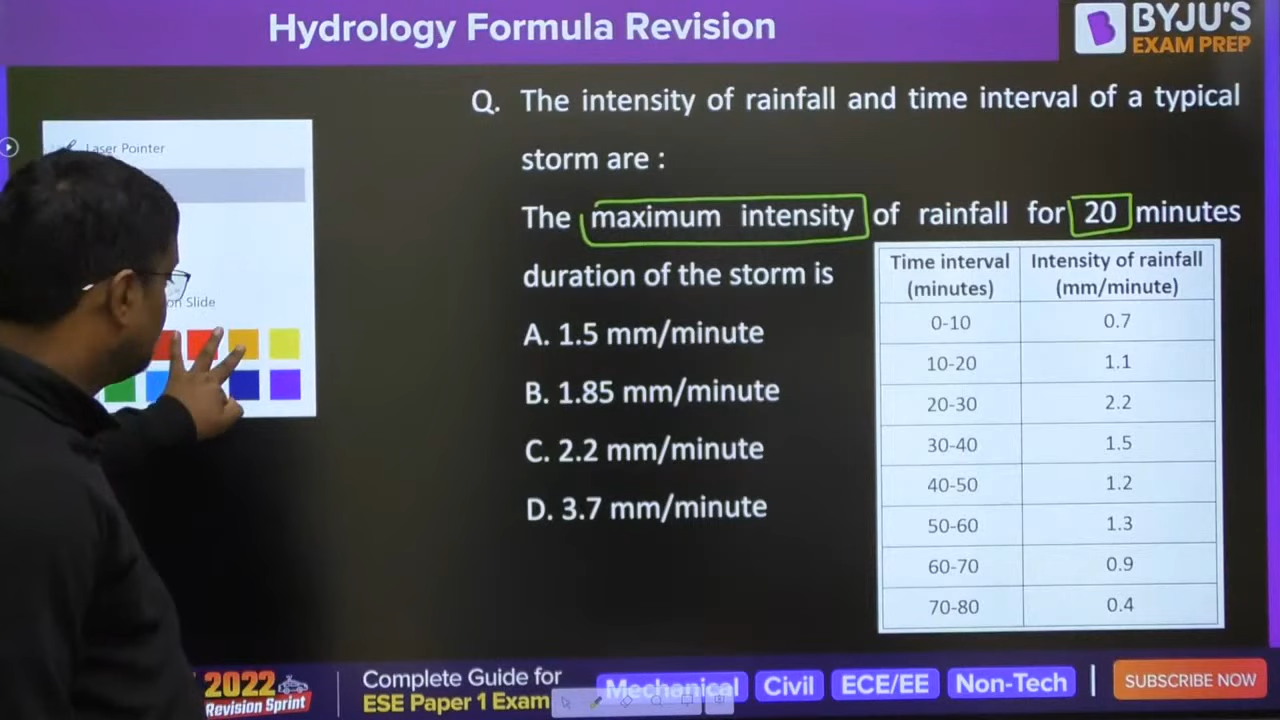 Hydrology Formula Revision
BYJU'S
EXAM PREP
Laser Pointer
on Slide
Q. The intensity of rainfall and time interval of a typical
storm are :
The maximum intensity of rainfall for 20 minutes
duration of the storm is
A. 1.5 mm/minute
B. 1.85 mm/minute
C. 2.2 mm/minute
D. 3.7 mm/minute
Time interval (minutes) Intensity of rainfall (mm/minute)
0-10 0.7
10-20 1.1
20-30 2.2
30-40 1.5
40-50 1.2
50-60 1.3
60-70 0.9
70-80 0.4
2022
Revision Sprint
Complete Guide for
ESE Paper 1 Exam
Mechanical Civil ECE/EE Non-Tech
SUBSCRIBE NOW